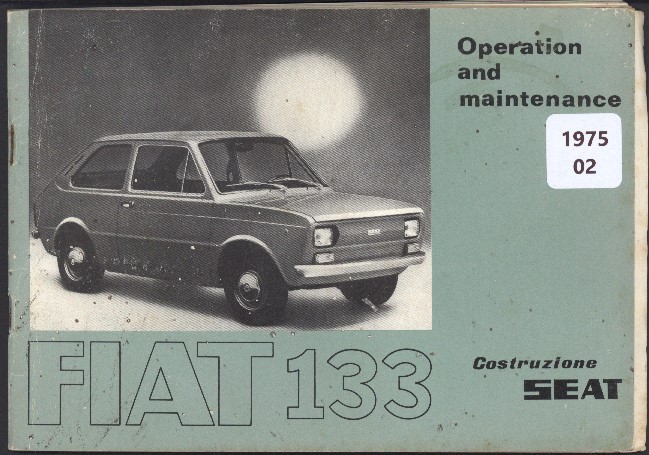 Operation
and
maintenance
1975
02
FIAT 133
Costruzione
SEAT